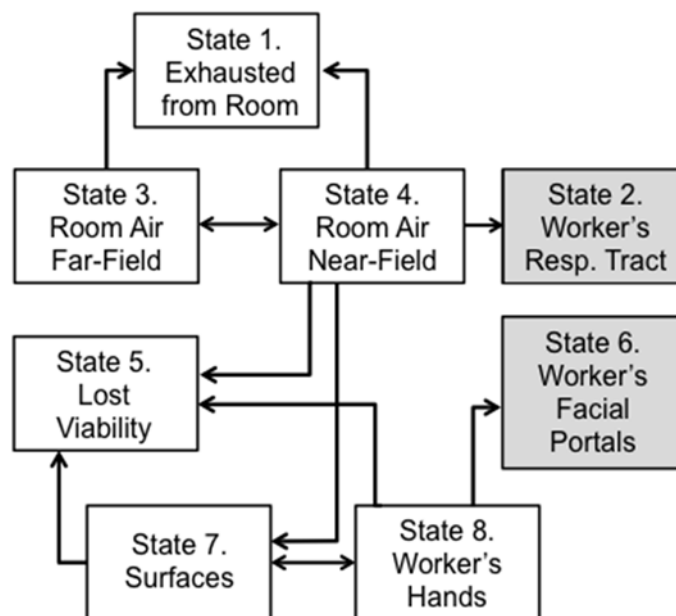 State 1.
Exhausted
from Room
State 3.
Room Air
Far-Field
State 4.
Room Air
Near-Field
State 2.
Worker's
Resp. Tract
State 5.
Lost
Viability
State 6.
Worker's
Facial
Portals
State 7.
Surfaces
State 8.
Worker's
Hands